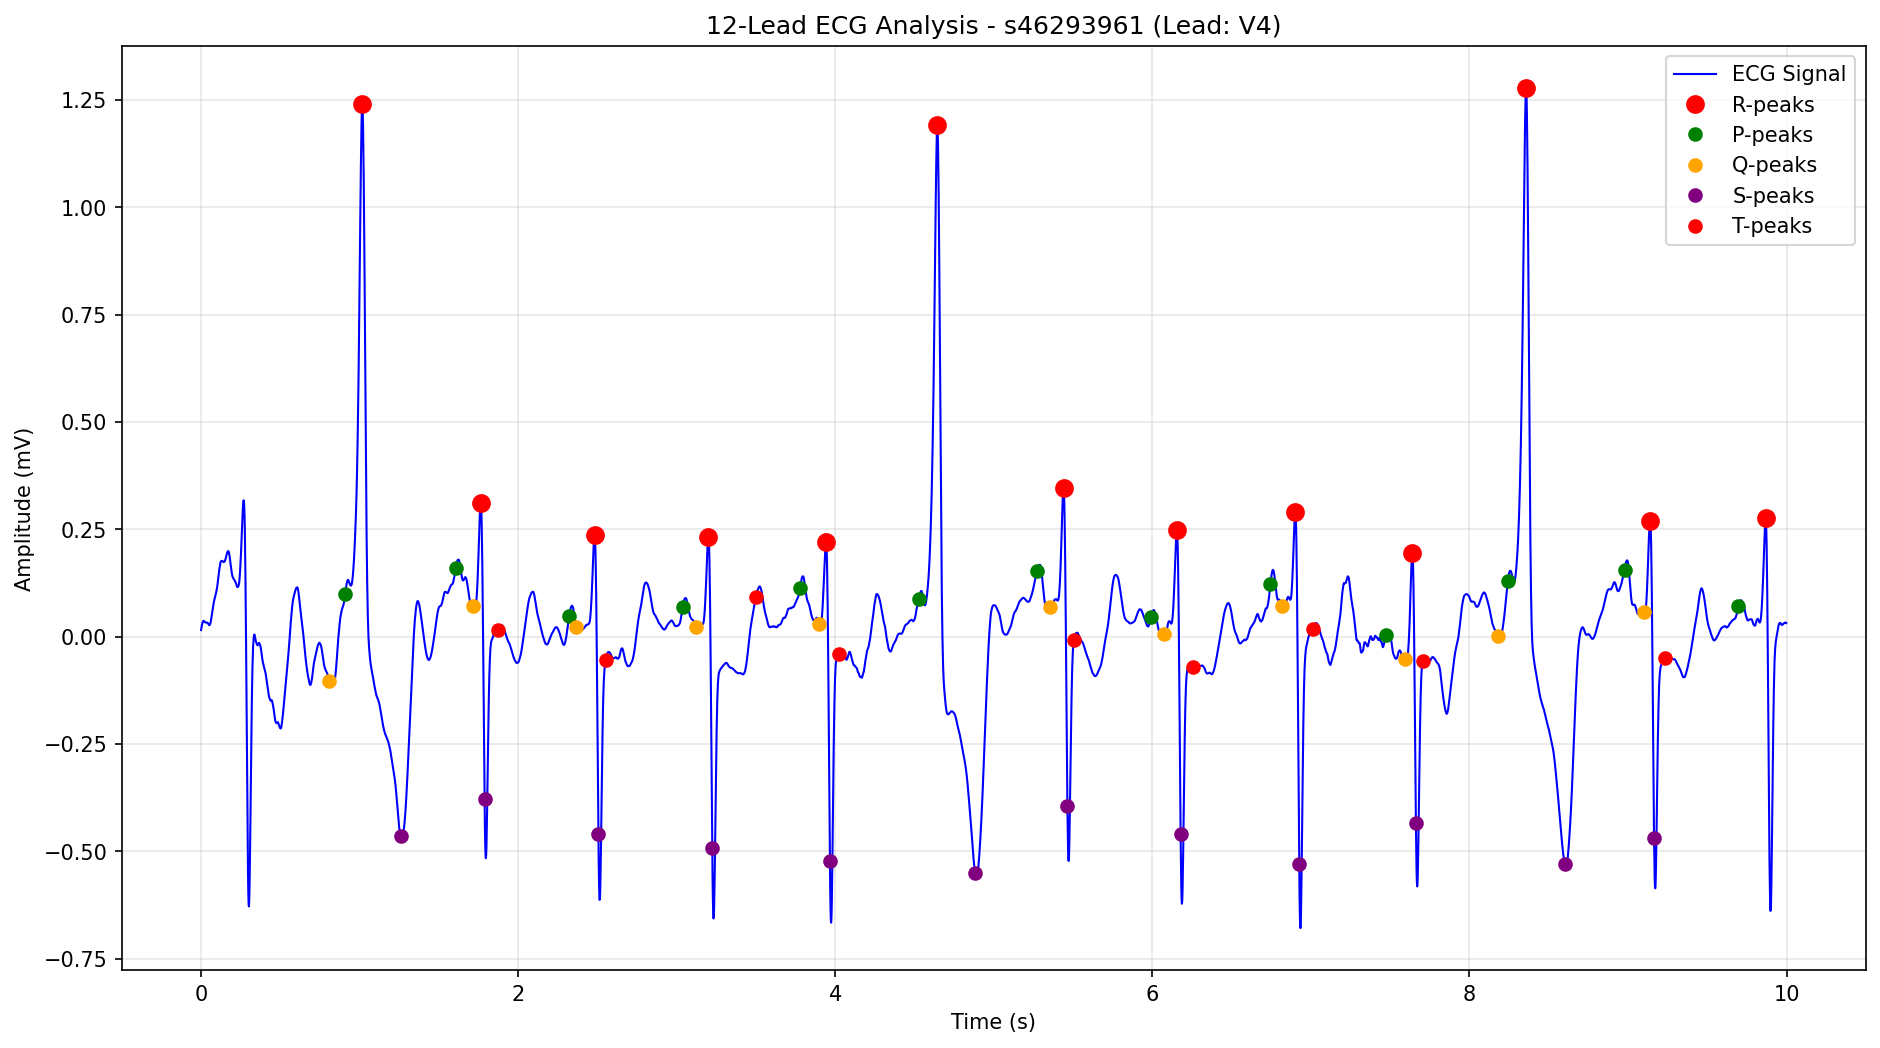 12-Lead ECG Analysis - s46293961 (Lead: V4)
ECG Signal
R-peaks
P-peaks
Q-peaks
S-peaks
T-peaks
Amplitude (mV)
1.25
1.00
0.75
0.50
0.25
0.00
−0.25
−0.50
−0.75
0
2
4
6
8
10
Time (s)